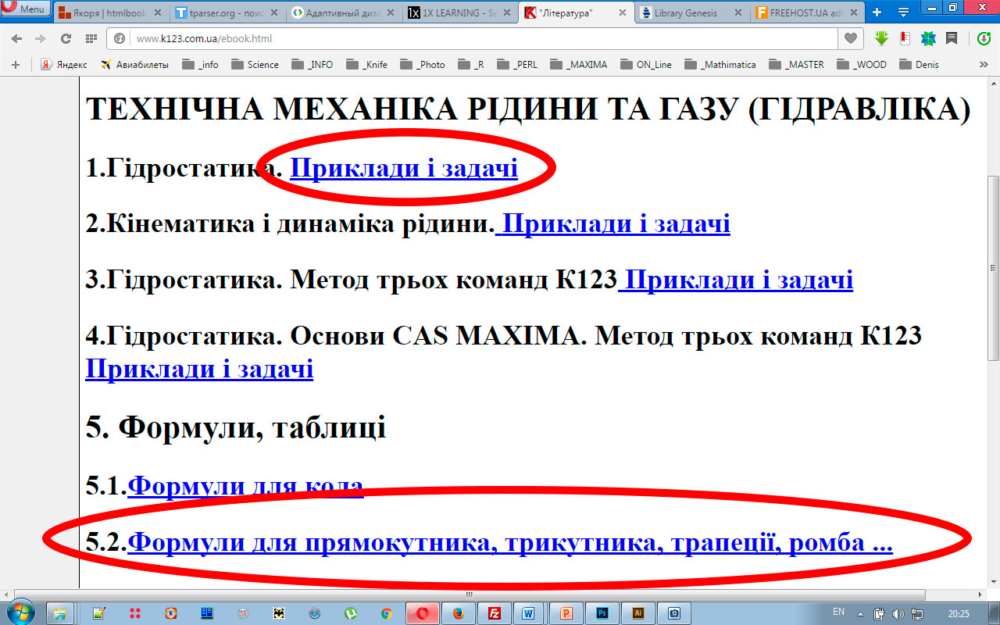 Menu
Якоря | htmlbook
tparser.org - поис
Адаптивный диза
1X LEARNING - Se
"Література"
Library Genesis
FREEHOST.UA adm
www.k123.com.ua/ebook.html
Яндекс
Авиабилеты
_info
Science
_INFO
_Knife
_Photo
_R
_PERL
_MAXIMA
ON_Line
_Mathimatica
_MASTER
_WOOD
Denis
ТЕХНІЧНА МЕХАНІКА РІДИНИ ТА ГАЗУ (ГІДРАВЛІКА)
1.Гідростатика. Приклади і задачі
2.Кінематика і динаміка рідини. Приклади і задачі
3.Гідростатика. Метод трьох команд К123 Приклади і задачі
4.Гідростатика. Основи CAS MAXIMA. Метод трьох команд К123
Приклади і задачі
5. Формули, таблиці
5.1.Формули для кола
5.2.Формули для прямокутника, трикутника, трапеції, ромба ...
EN
20:25